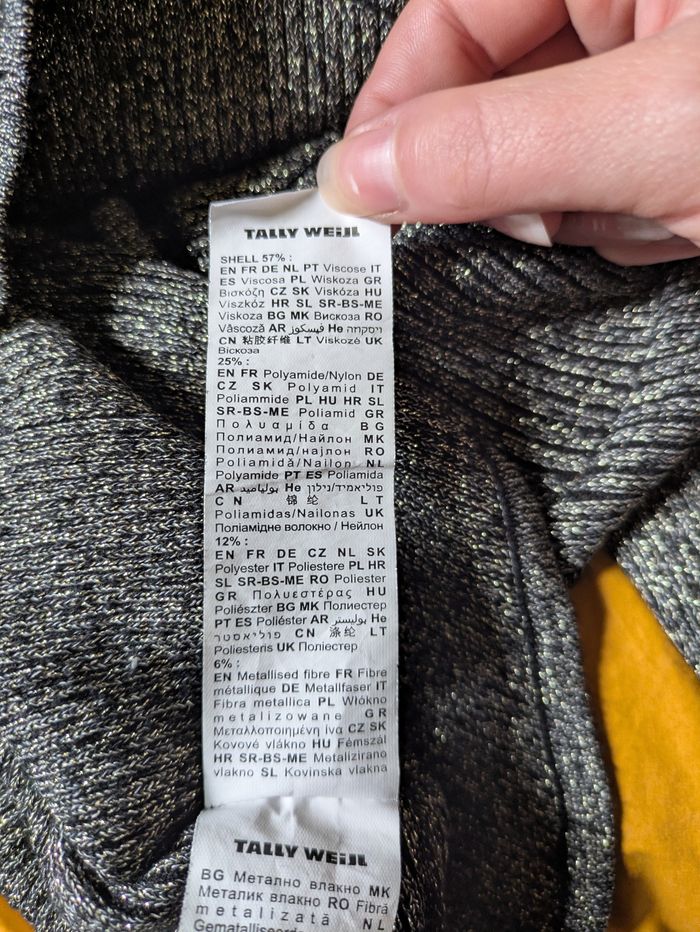 TALLY WEiJL
SHELL 57% :
EN FR DE NL PT Viscose IT
ES Viscosa PL Wiskoza GR
Βισκόζη CZ SK Viskóza HU
Viszkóz HR SL SR-BS-ME
Viskoza BG MK Вискоза RO
Vâscoză AR فيسكوز He ויסקוזה
CN 粘胶纤维 LT Viskozė UK
Віскоза
25% :
EN FR Polyamide/Nylon DE
CZ SK Polyamid IT
Poliammide PL HU HR SL
SR-BS-ME Poliamid GR
Πολυαμίδα BG
Полиамид/Найлон MK
Полиамид/најлон RO
Poliamidă/Nailon NL
Polyamide PT ES Poliamida
AR بولياميد He פוליאמיד/ניילון
CN 锦纶 LT
Poliamidas/Nailonas UK
Поліамідне волокно / Нейлон
12% :
EN FR DE CZ NL SK
Polyester IT Poliestere PL HR
SL SR-BS-ME RO Poliester
GR Πολυεστέρας HU
Poliészter BG MK Полиестер
PT ES Poliéster AR بوليستر He
פוליאסטר CN 涤纶 LT
Poliesteris UK Поліестер
6% :
EN Metallised fibre FR Fibre
métallique DE Metallfaser IT
Fibra metallica PL Włókno
metalizowane GR
Μεταλλοποιημένη ίνα CZ SK
Kovové vlákno HU Fémszál
HR SR-BS-ME Metalizirano
vlakno SL Kovinska vlakna
TALLY WEiJL
BG Метално влакно MK
Металик влакно RO Fibră
metalizată NL